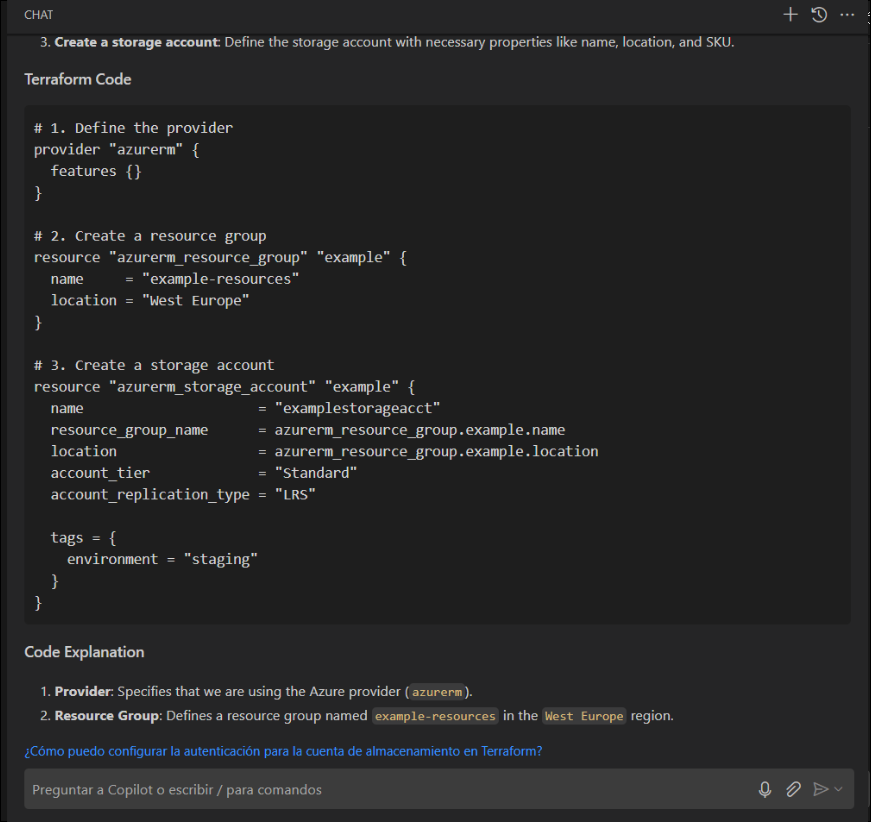 CHAT
3. Create a storage account: Define the storage account with necessary properties like name, location, and SKU.
Terraform Code
# 1. Define the provider
provider "azurerm" {
  features {}
}
# 2. Create a resource group
resource "azurerm_resource_group" "example" {
  name     = "example-resources"
  location = "West Europe"
}
# 3. Create a storage account
resource "azurerm_storage_account" "example" {
  name                     = "examplestorageacct"
  resource_group_name      = azurerm_resource_group.example.name
  location                 = azurerm_resource_group.example.location
  account_tier             = "Standard"
  account_replication_type = "LRS"
  tags = {
    environment = "staging"
  }
}
Code Explanation
1. Provider: Specifies that we are using the Azure provider (azurerm).
2. Resource Group: Defines a resource group named example-resources in the West Europe region.
¿Cómo puedo configurar la autenticación para la cuenta de almacenamiento en Terraform?
Preguntar a Copilot o escribir / para comandos